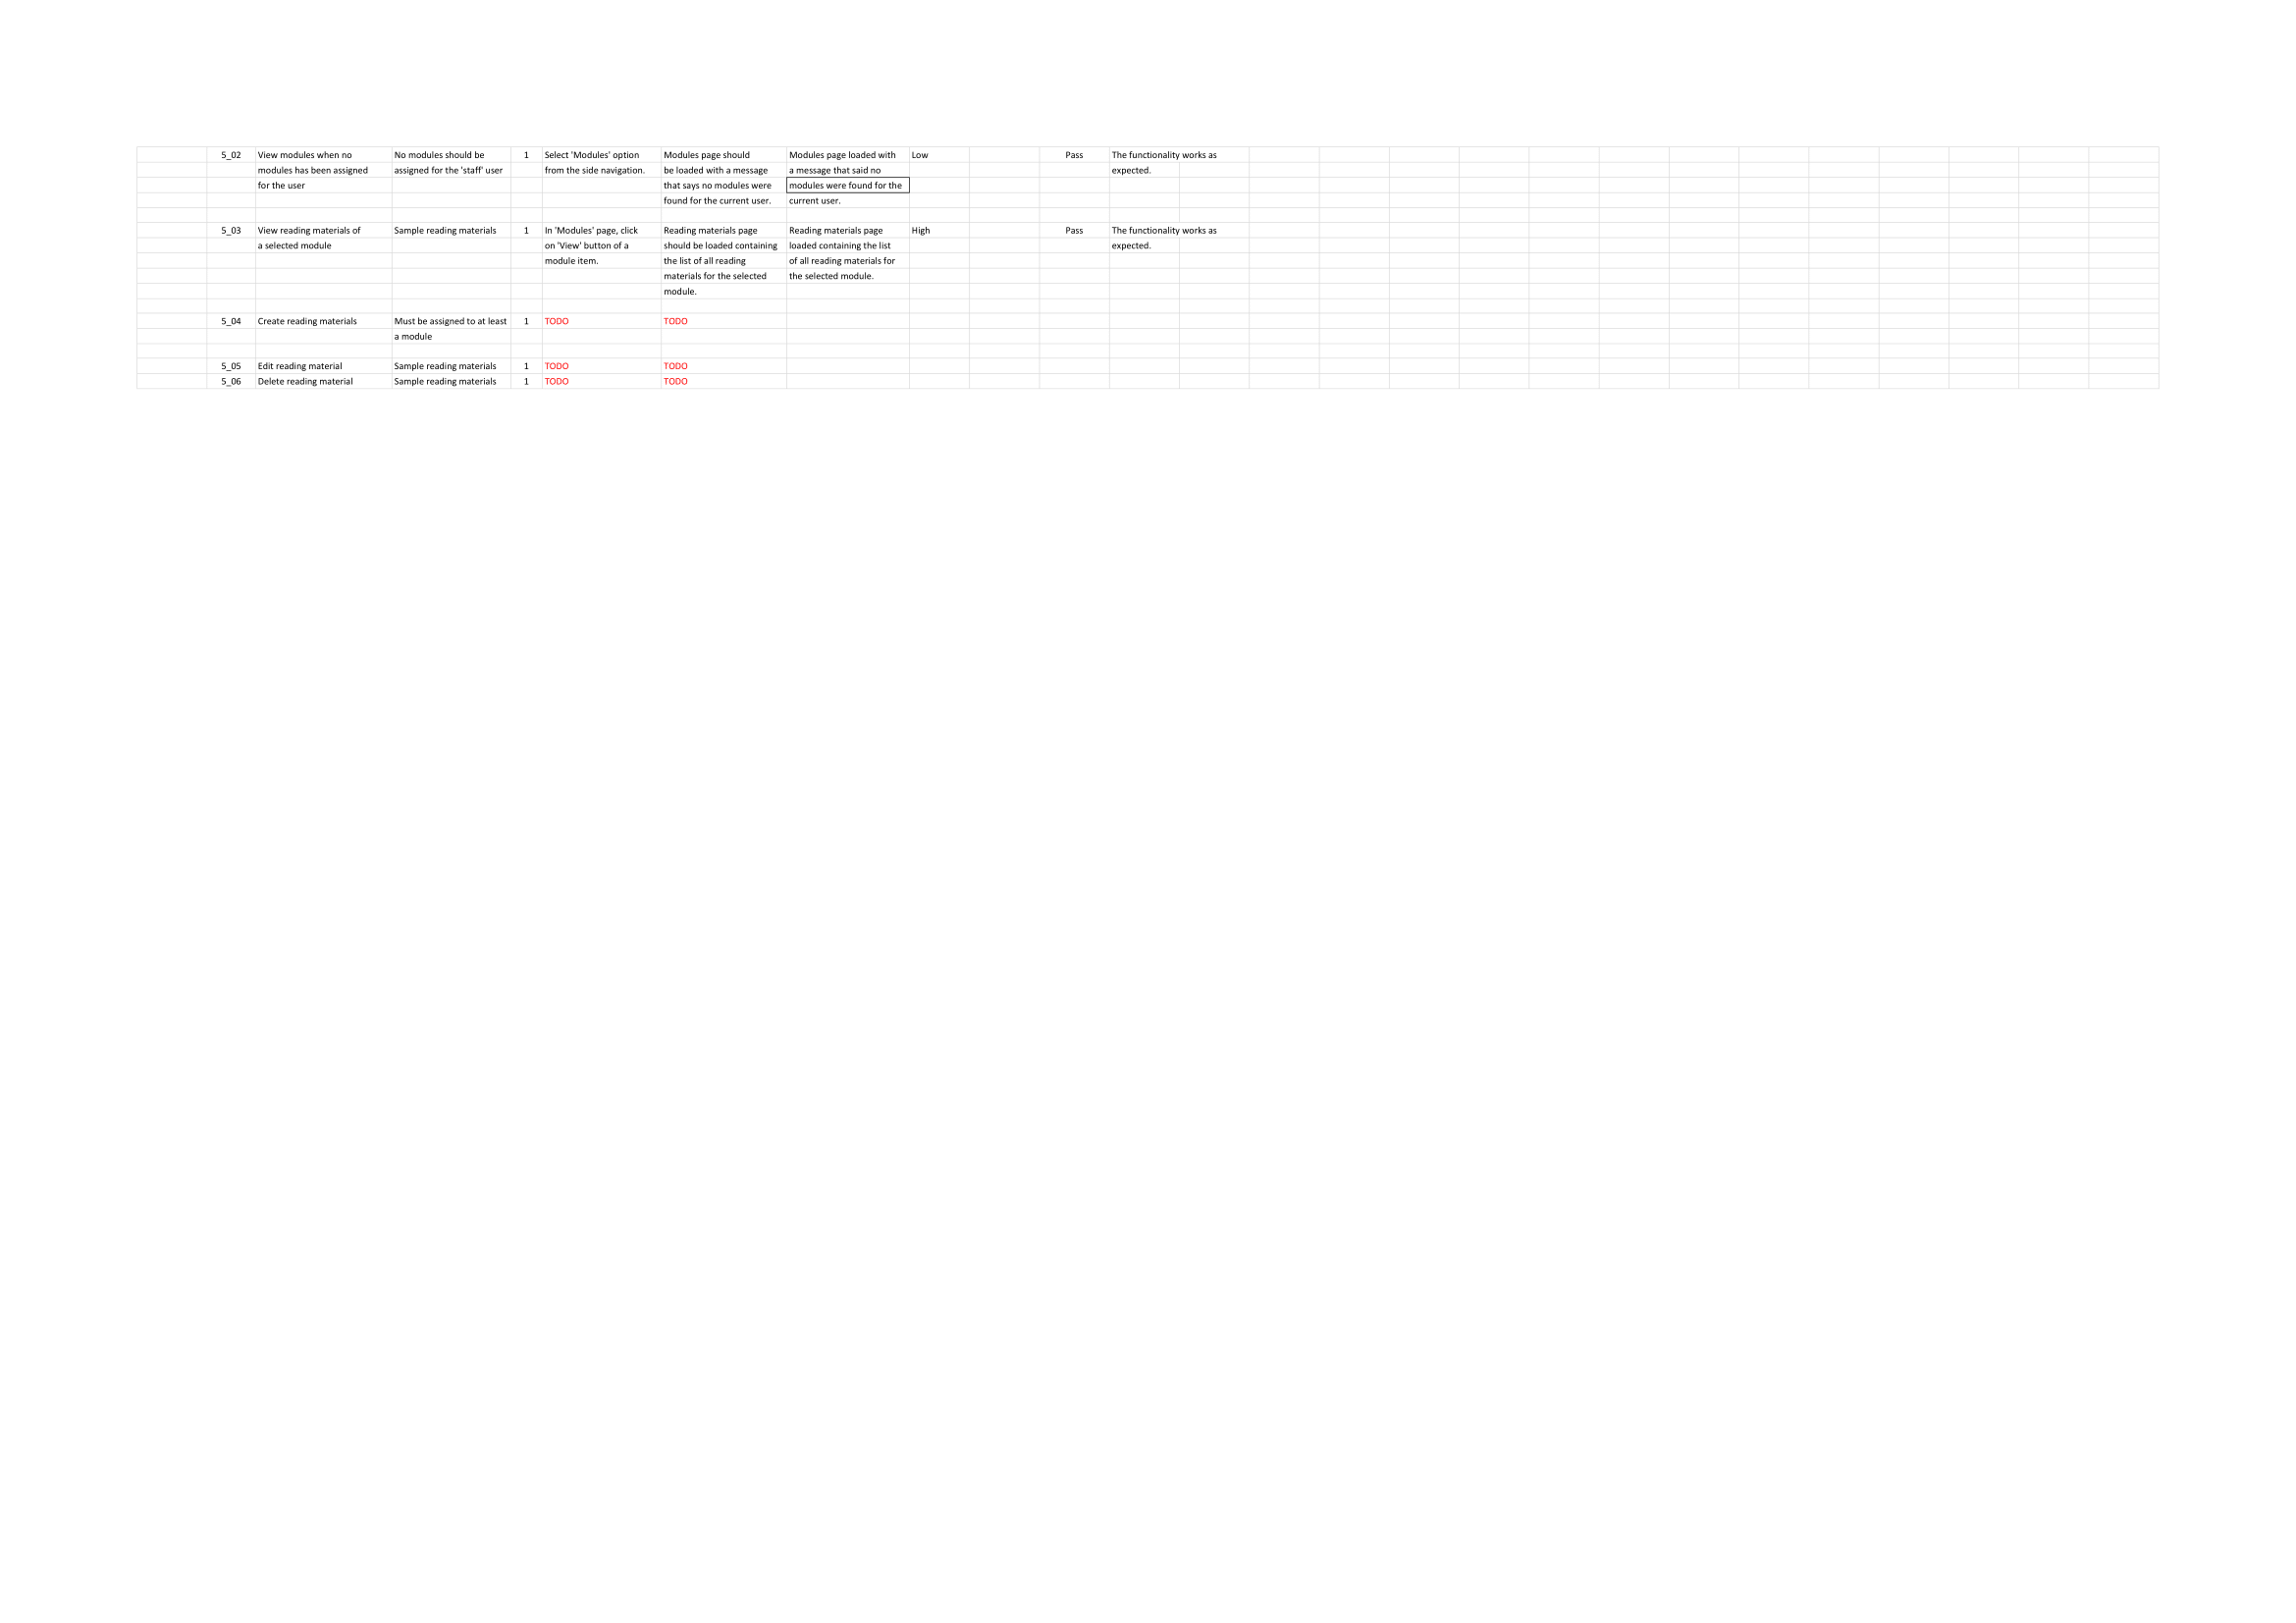 5_02 View modules when no No modules should be 1 Select 'Modules' option Modules page should Modules page loaded with Low Pass The functionality works as
modules has been assigned assigned for the 'staff' user from the side navigation. be loaded with a message a message that said no expected.
for the user that says no modules were modules were found for the
found for the current user. current user.
5_03 View reading materials of Sample reading materials 1 In 'Modules' page, click Reading materials page Reading materials page High Pass The functionality works as
a selected module on 'View' button of a should be loaded containing loaded containing the list expected.
module item. the list of all reading of all reading materials for
materials for the selected the selected module.
module.
5_04 Create reading materials Must be assigned to at least 1 TODO TODO
a module
5_05 Edit reading material Sample reading materials 1 TODO TODO
5_06 Delete reading material Sample reading materials 1 TODO TODO